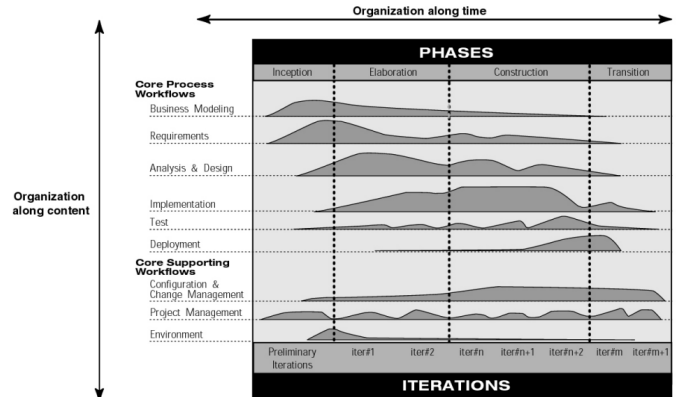 Organization along time
PHASES
Inception Elaboration Construction Transition
Core Process
Workflows
Business Modeling
Requirements
Analysis & Design
Organization
along content
Implementation
Test
Deployment
Core Supporting
Workflows
Configuration &
Change Management
Project Management
Environment
Preliminary
Iterations
iter#1 iter#2 iter#n iter#n+1 iter#n+2 iter#m iter#m+1
ITERATIONS